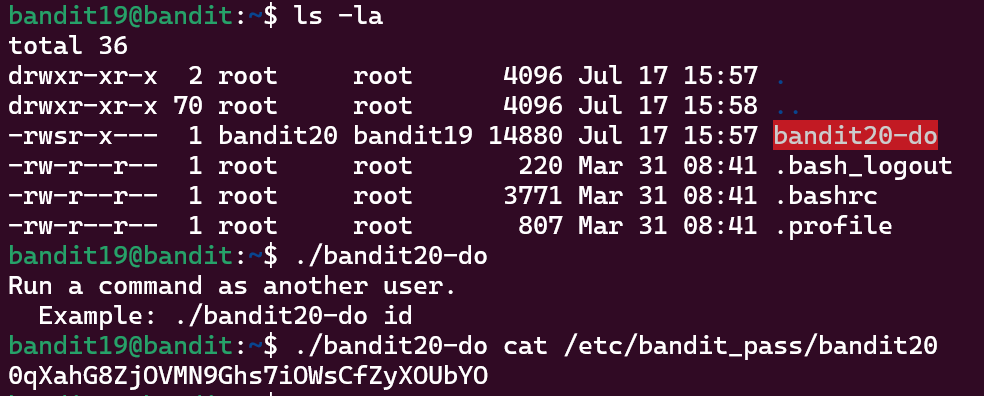 bandit19@bandit:~$ ls -la
total 36
drwxr-xr-x  2 root     root      4096 Jul 17 15:57 .
drwxr-xr-x 70 root     root      4096 Jul 17 15:58 ..
-rwsr-x---  1 bandit20 bandit19 14880 Jul 17 15:57 bandit20-do
-rw-r--r--  1 root     root       220 Mar 31 08:41 .bash_logout
-rw-r--r--  1 root     root      3771 Mar 31 08:41 .bashrc
-rw-r--r--  1 root     root       807 Mar 31 08:41 .profile
bandit19@bandit:~$ ./bandit20-do
Run a command as another user.
  Example: ./bandit20-do id
bandit19@bandit:~$ ./bandit20-do cat /etc/bandit_pass/bandit20
0qXahG8ZjOVMN9Ghs7iOWsCfZyXOUbYO